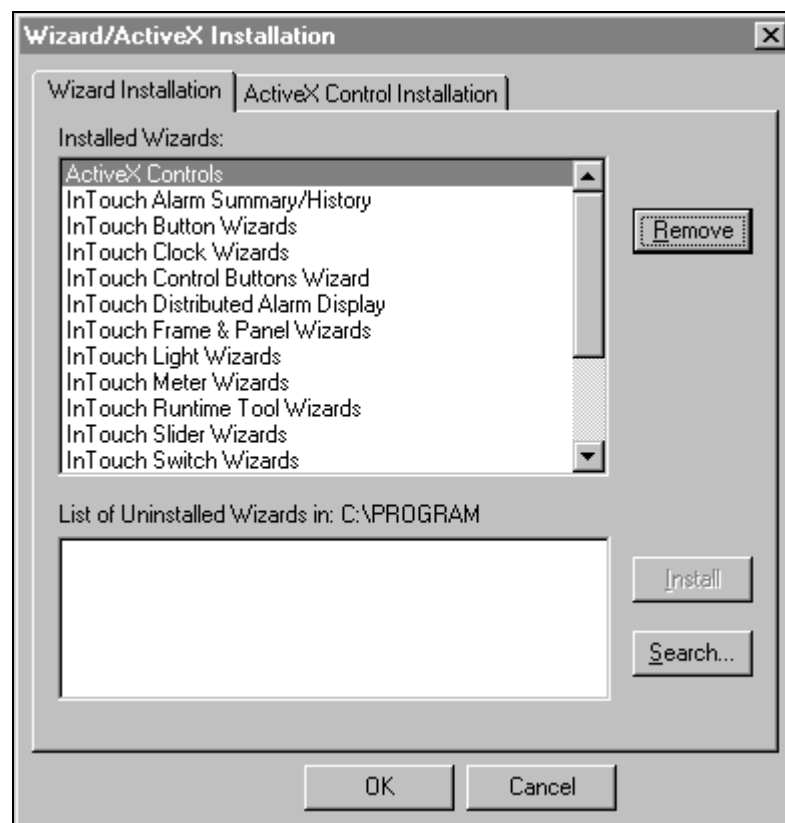 Wizard/ActiveX Installation
Wizard Installation
ActiveX Control Installation
Installed Wizards:
ActiveX Controls
InTouch Alarm Summary/History
InTouch Button Wizards
InTouch Clock Wizards
InTouch Control Buttons Wizard
InTouch Distributed Alarm Display
InTouch Frame & Panel Wizards
InTouch Light Wizards
InTouch Meter Wizards
InTouch Runtime Tool Wizards
InTouch Slider Wizards
InTouch Switch Wizards
Remove
List of Uninstalled Wizards in: C:\PROGRAM
Install
Search...
OK
Cancel